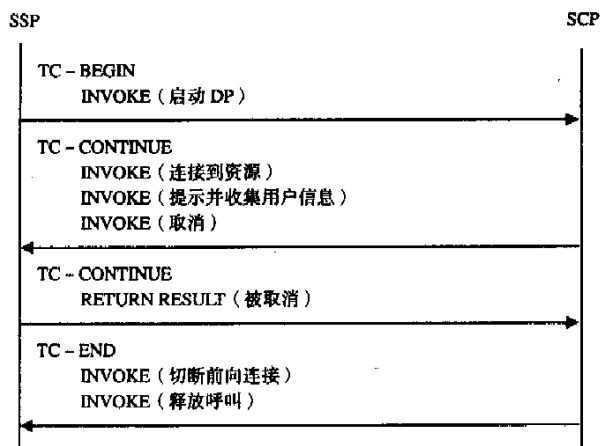 SSP
SCP
TC – BEGIN
INVOKE（启动 DP）
TC – CONTINUE
INVOKE（连接到资源）
INVOKE（提示并收集用户信息）
INVOKE（取消）
TC – CONTINUE
RETURN RESULT（被取消）
TC – END
INVOKE（切断前向连接）
INVOKE（释放呼叫）